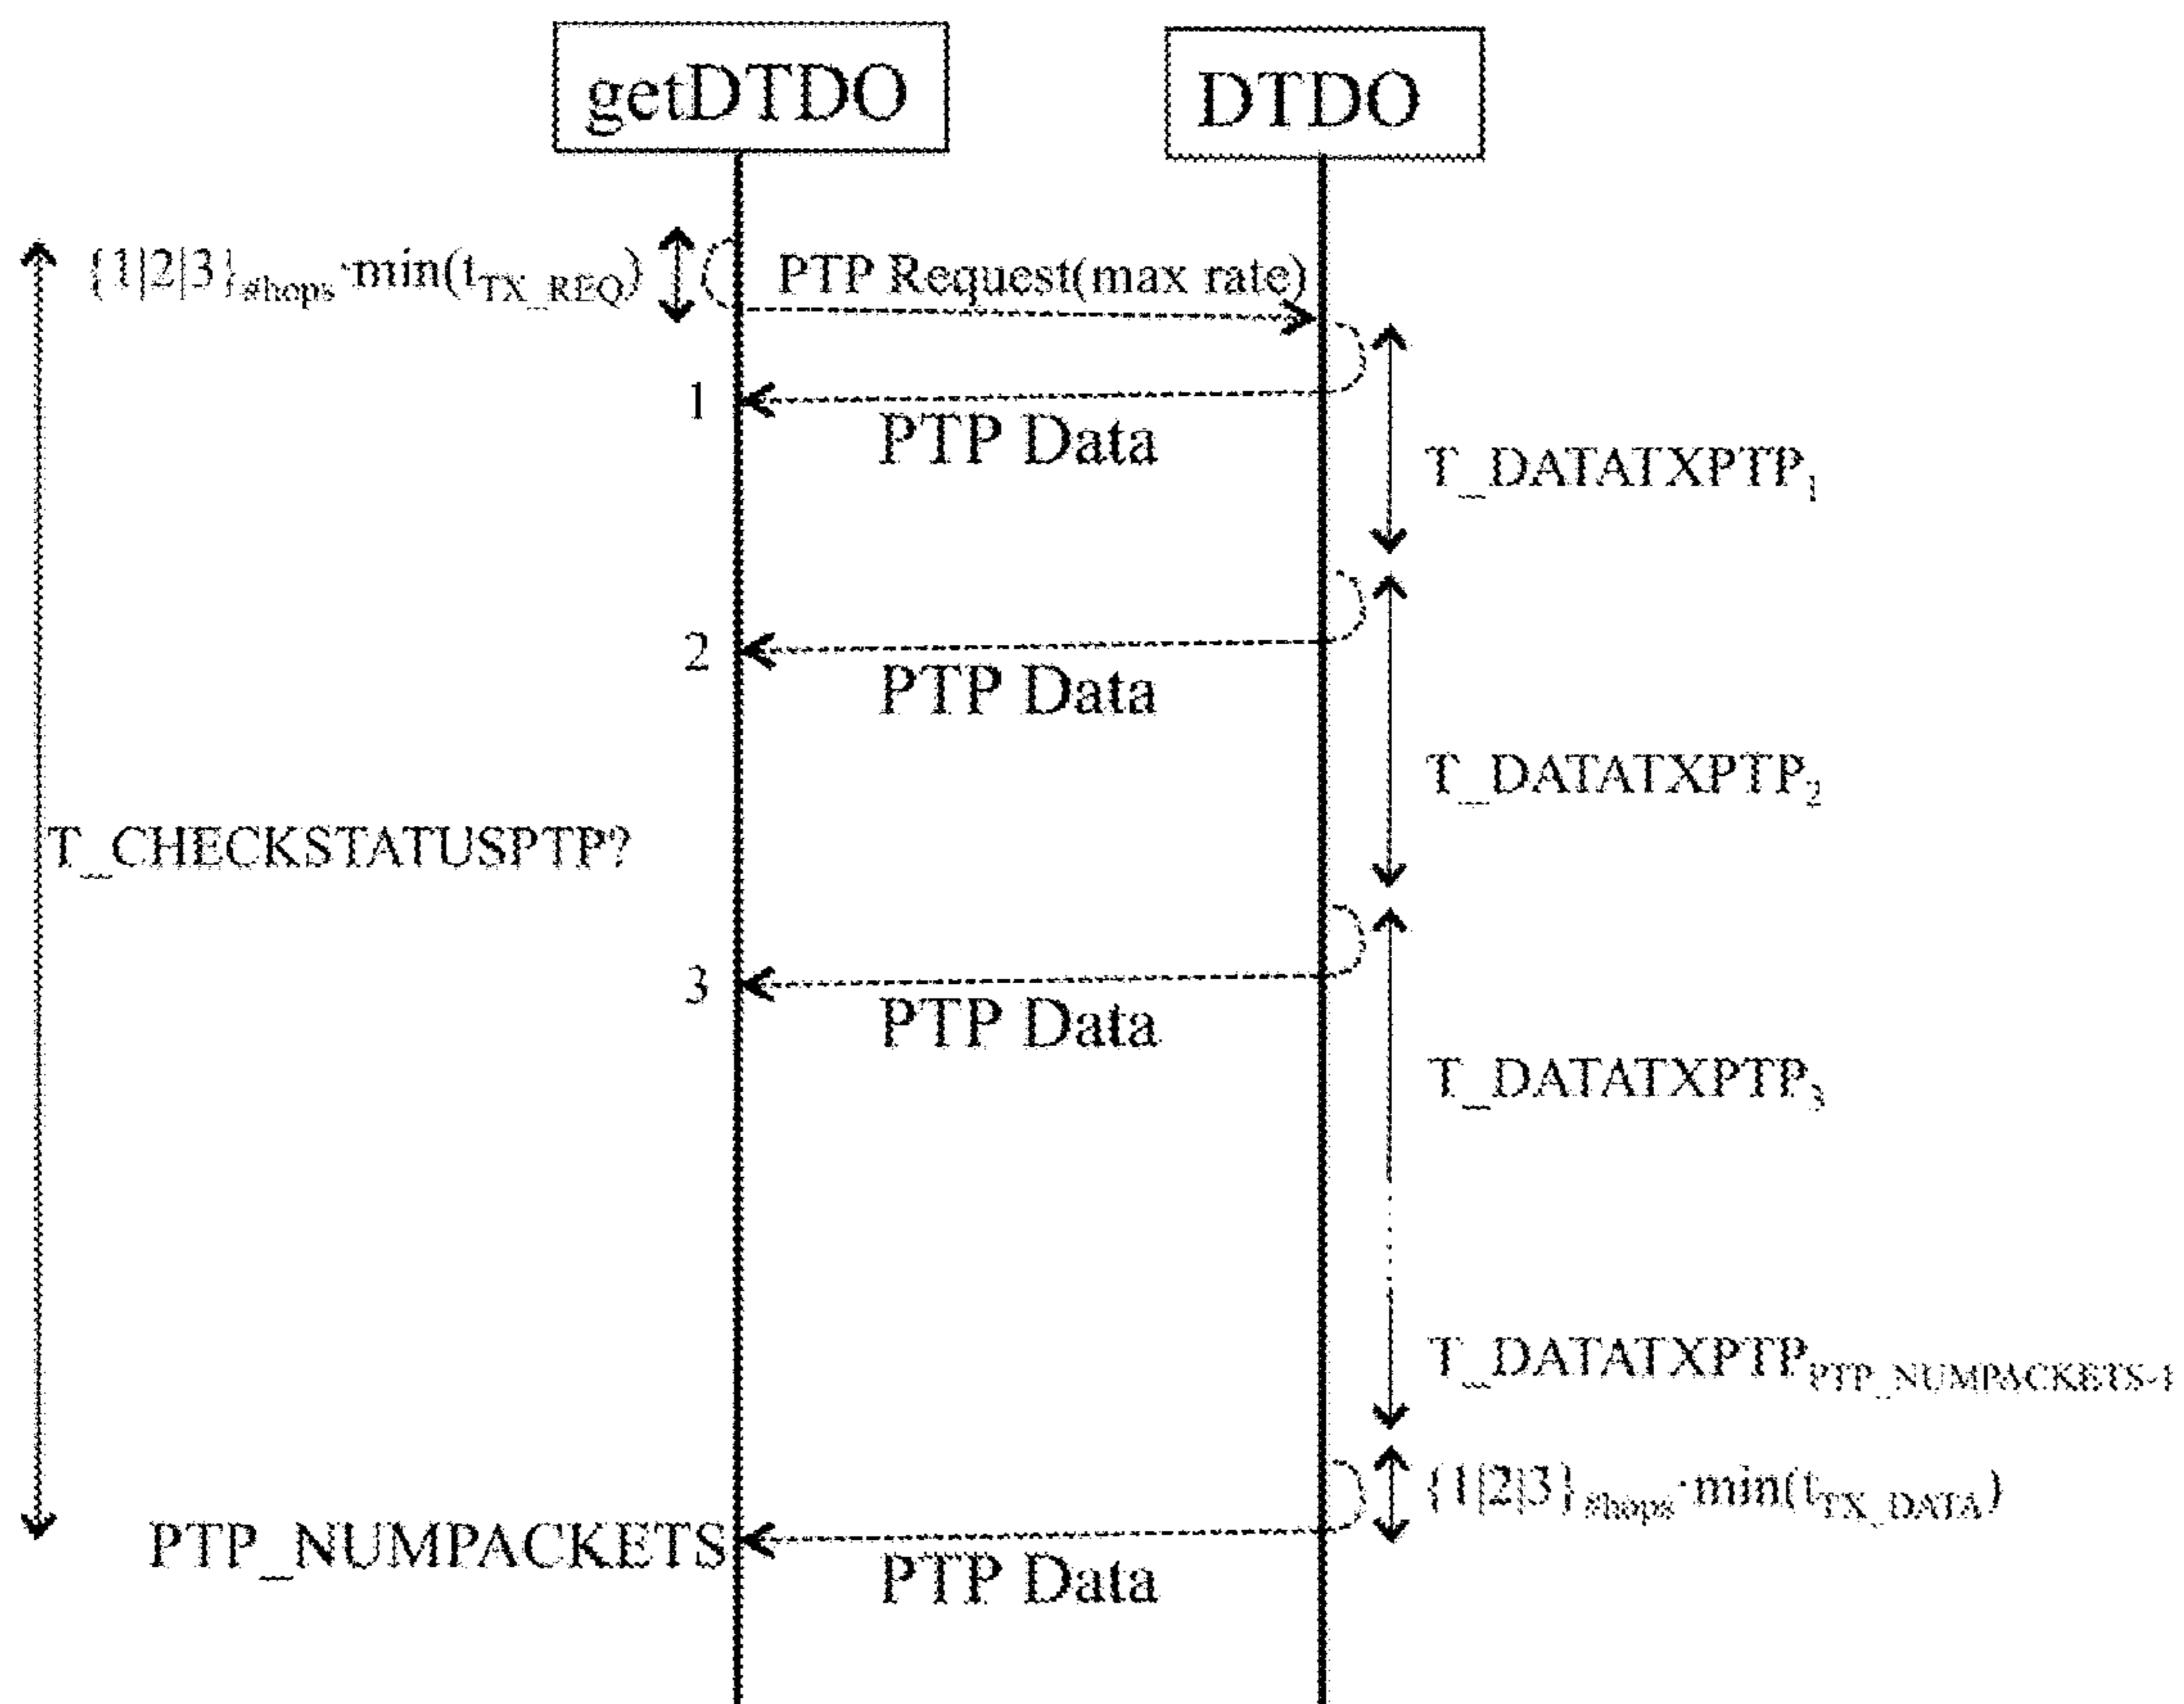 getDTDO
DTDO
{1|2|3}#hops·min(tTX_REQ)
PTP Request(max rate)
1
PTP Data
T_DATATXPTP1
2
PTP Data
T_DATATXPTP2
T_CHECKSTATUSPTP?
3
PTP Data
T_DATATXPTP3
T_DATATXPTPPTP_NUMPACKETS-1
{1|2|3}#hops·min(tTX_DATA)
PTP_NUMPACKETS
PTP Data